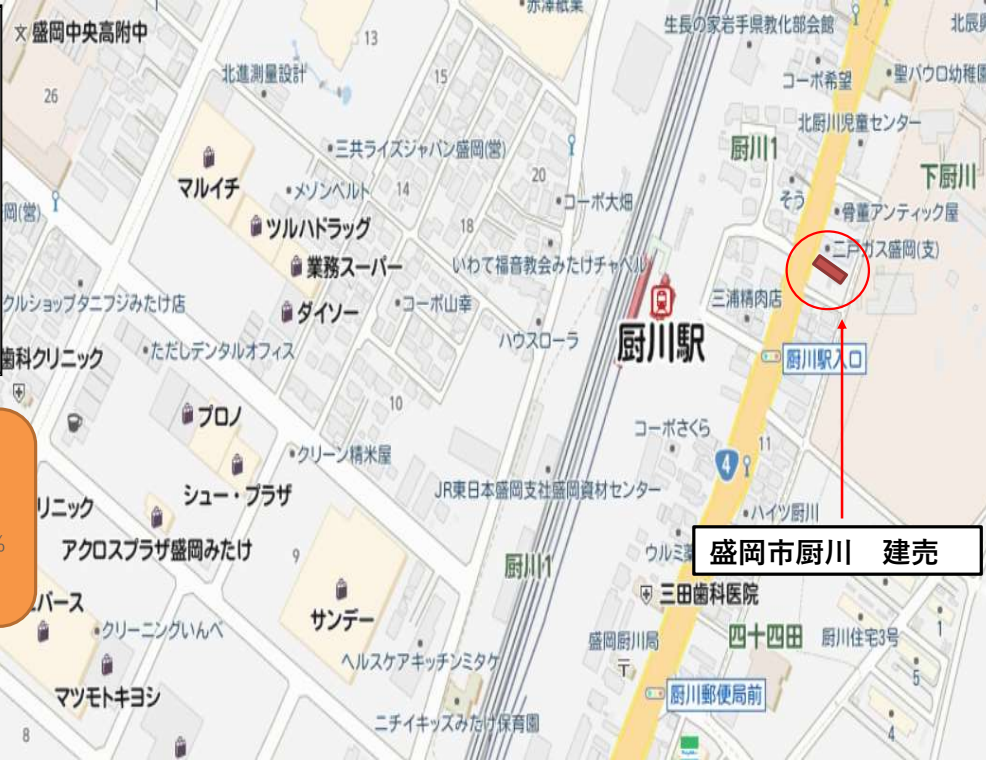 赤澤紙業
生長の家岩手県教化部会館
盛岡中央高附中
13
北進測量設計
15
コーポ希望
聖パウロ幼稚園
26
北厨川児童センター
三共ライズジャパン盛岡(営)
厨川1
下厨川
マルイチ
メゾンベルト
14
20
コーポ大畑
そう
骨董アンティック屋
岡(営)
ツルハドラッグ
18
二戸ガス盛岡(支)
業務スーパー
いわて福音教会みたけチャペル
クルショップタニフジみたけ店
ダイソー
コーポ山幸
三浦精肉店
ハウスローラ
厨川駅
歯科クリニック
ただしデンタルオフィス
厨川駅入口
10
プロノ
コーポさくら
11
クリーン精米屋
4
シュー・プラザ
JR東日本盛岡支社盛岡資材センター
リニック
ハイツ厨川
%
アクロスプラザ盛岡みたけ
9
厨川1
ウルミ
盛岡市厨川 建売
三田歯科医院
バース
サンデー
クリーニングいんべ
盛岡厨川局
四十四田
厨川住宅3号
1
ヘルスケアキッチンミタケ
5
マツモトキヨシ
厨川郵便局前
ニチイキッズみたけ保育園
8
4